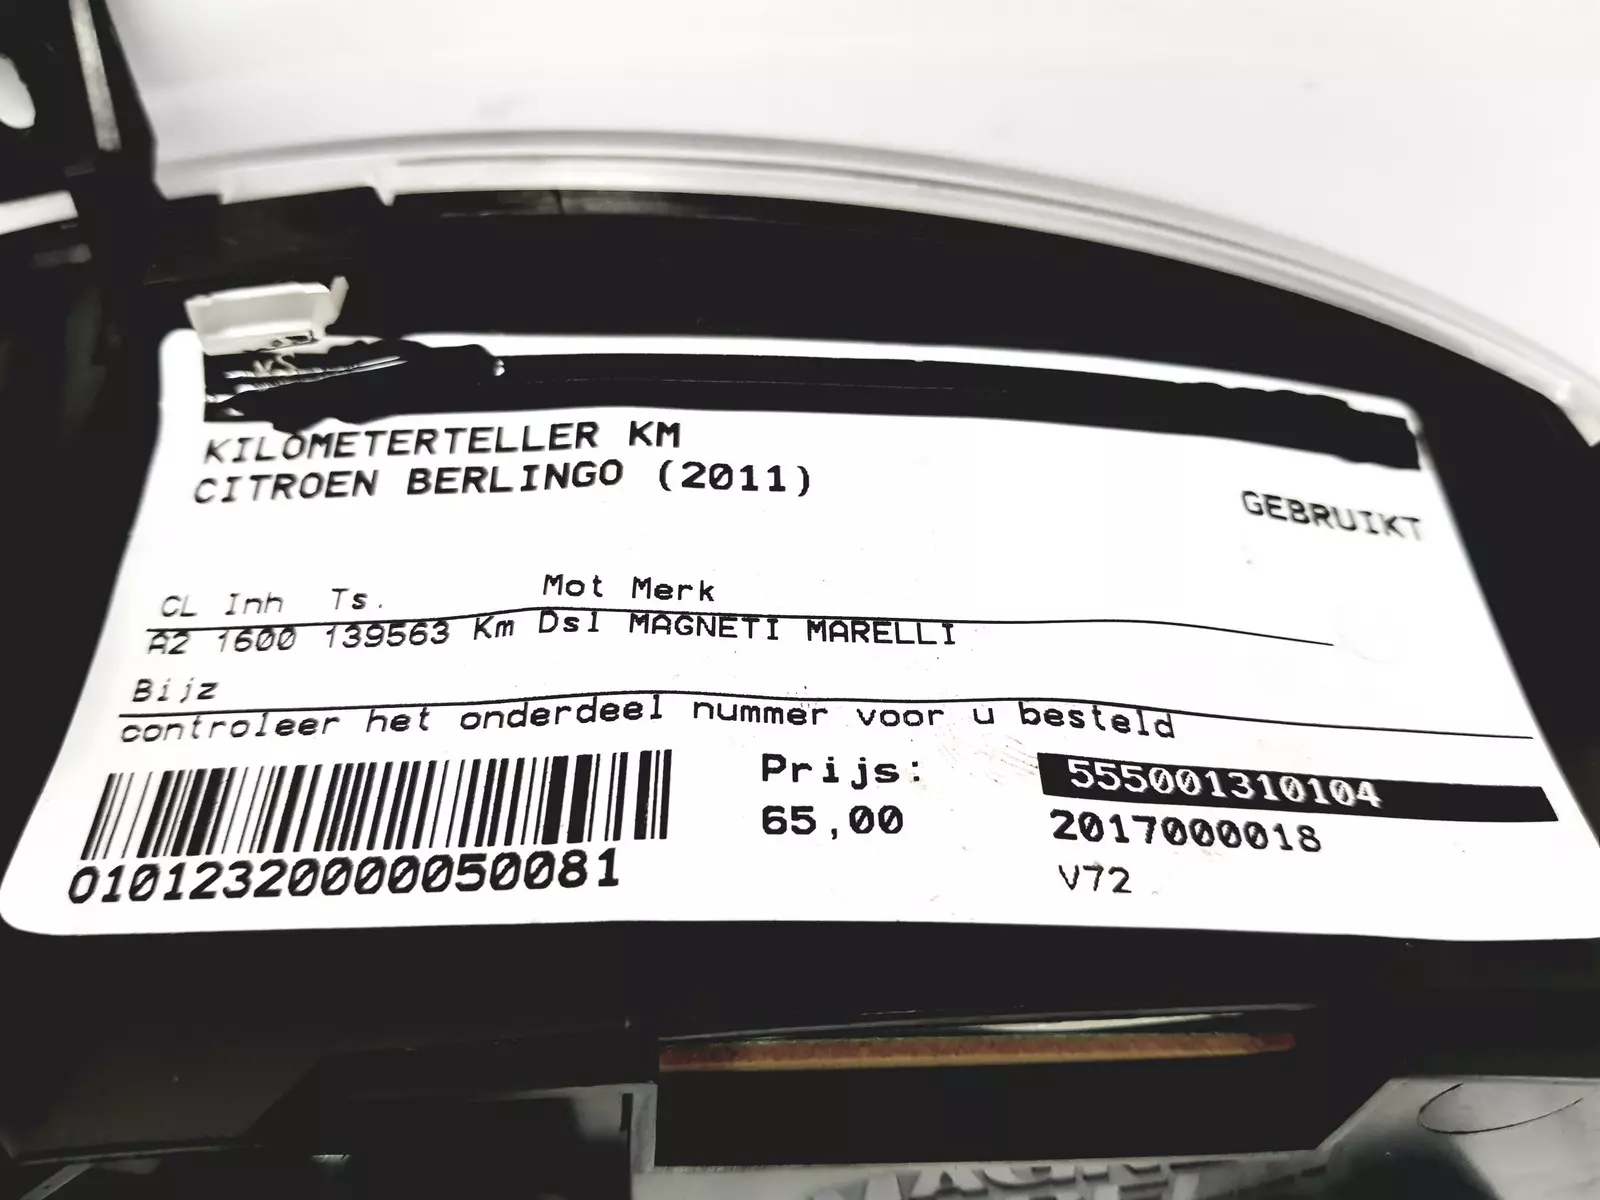 KILOMETERTELLER KM
CITROEN BERLINGO (2011)
GEBRUIKT
CL Inh Ts. Mot Merk
A2 1600 139563 Km Dsl MAGNETI MARELLI
Bijz
controleer het onderdeel nummer voor u besteld
Prijs: 555001310104
65,00 2017000018
V72
01012320000050081